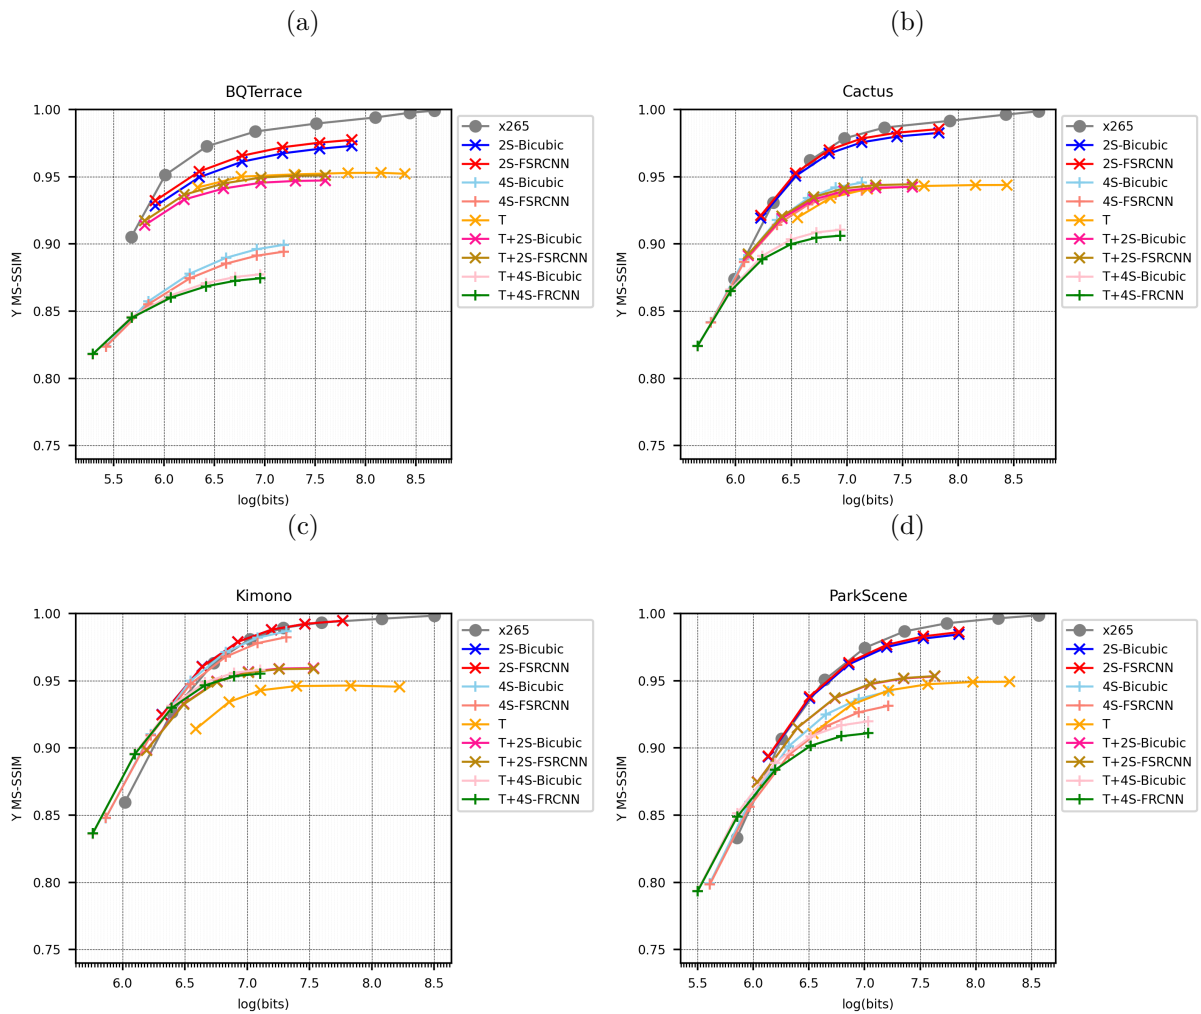 (a)
(b)
BQTerrace
1.00
0.95
0.90
0.85
0.80
0.75
Y MS-SSIM
5.5 6.0 6.5 7.0 7.5 8.0 8.5
log(bits)
x265
2S-Bicubic
2S-FSRCNN
4S-Bicubic
4S-FSRCNN
T
T+2S-Bicubic
T+2S-FSRCNN
T+4S-Bicubic
T+4S-FRCNN
Cactus
1.00
0.95
0.90
0.85
0.80
0.75
Y MS-SSIM
6.0 6.5 7.0 7.5 8.0 8.5
log(bits)
x265
2S-Bicubic
2S-FSRCNN
4S-Bicubic
4S-FSRCNN
T
T+2S-Bicubic
T+2S-FSRCNN
T+4S-Bicubic
T+4S-FRCNN
(c)
(d)
Kimono
1.00
0.95
0.90
0.85
0.80
0.75
Y MS-SSIM
6.0 6.5 7.0 7.5 8.0 8.5
log(bits)
x265
2S-Bicubic
2S-FSRCNN
4S-Bicubic
4S-FSRCNN
T
T+2S-Bicubic
T+2S-FSRCNN
T+4S-Bicubic
T+4S-FRCNN
ParkScene
1.00
0.95
0.90
0.85
0.80
0.75
Y MS-SSIM
5.5 6.0 6.5 7.0 7.5 8.0 8.5
log(bits)
x265
2S-Bicubic
2S-FSRCNN
4S-Bicubic
4S-FSRCNN
T
T+2S-Bicubic
T+2S-FSRCNN
T+4S-Bicubic
T+4S-FRCNN